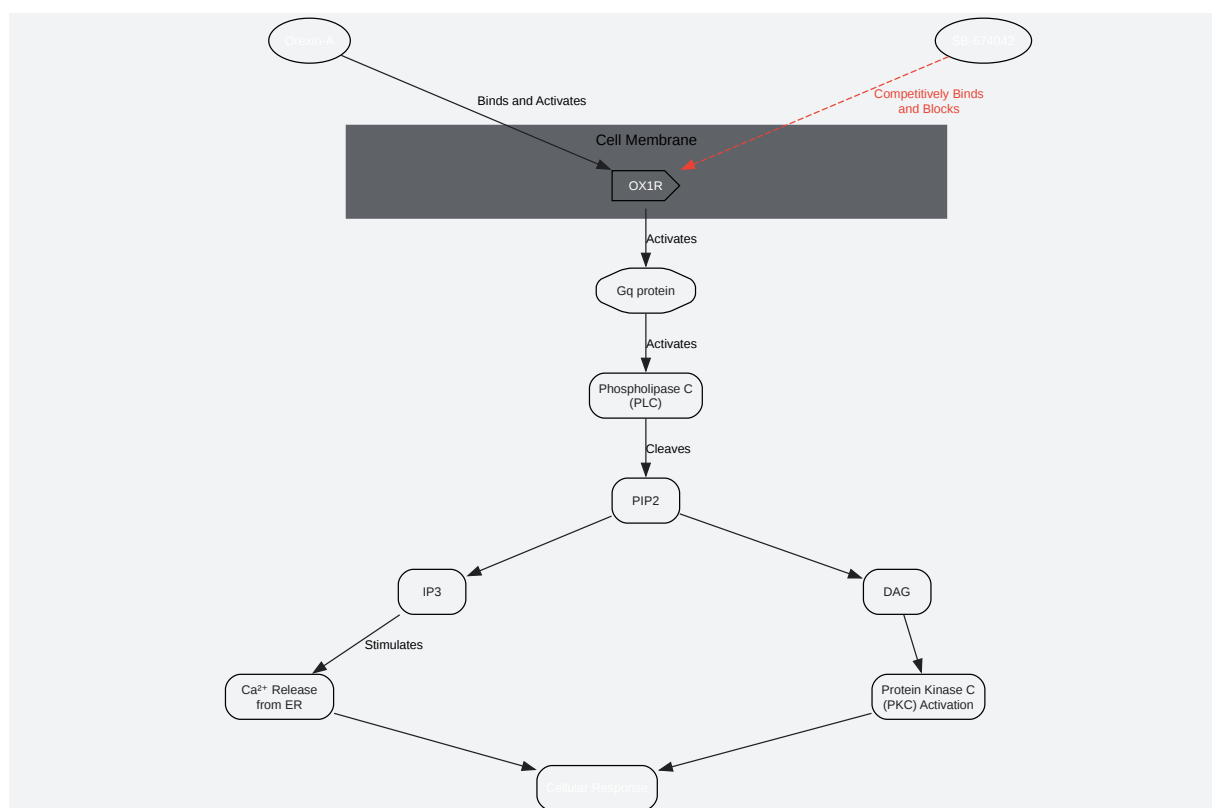 Orexin-A
SB-674042
Binds and Activates
Competitively Binds
and Blocks
Cell Membrane
OX1R
Activates
Gq protein
Activates
Phospholipase C
(PLC)
Cleaves
PIP2
IP3
DAG
Stimulates
Ca²⁺ Release
from ER
Protein Kinase C
(PKC) Activation
Cellular Response